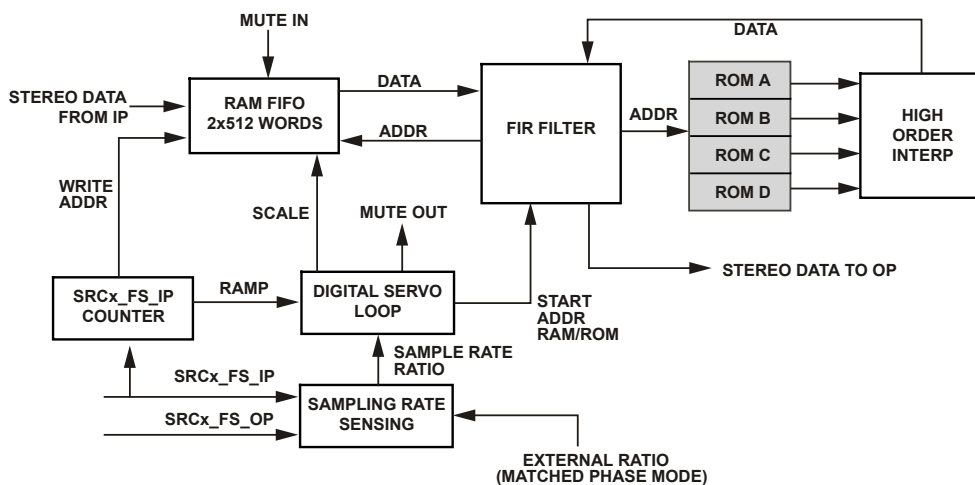 MUTE IN
DATA
STEREO DATA
FROM IP
RAM FIFO
2x512 WORDS
DATA
ADDR
FIR FILTER
ADDR
ROM A
ROM B
ROM C
ROM D
HIGH
ORDER
INTERP
WRITE
ADDR
SCALE
MUTE OUT
STEREO DATA TO OP
SRCx_FS_IP
COUNTER
RAMP
DIGITAL SERVO
LOOP
START
ADDR
RAM/ROM
SAMPLE RATE
RATIO
SRCx_FS_IP
SRCx_FS_OP
SAMPLING RATE
SENSING
EXTERNAL RATIO
(MATCHED PHASE MODE)